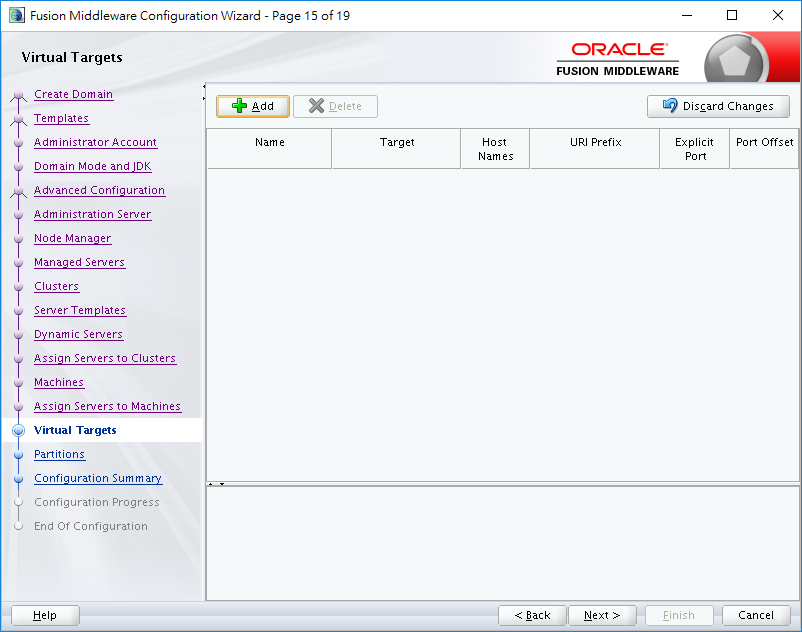 Fusion Middleware Configuration Wizard - Page 15 of 19
Virtual Targets
ORACLE
FUSION MIDDLEWARE
Create Domain
Templates
Administrator Account
Domain Mode and JDK
Advanced Configuration
Administration Server
Node Manager
Managed Servers
Clusters
Server Templates
Dynamic Servers
Assign Servers to Clusters
Machines
Assign Servers to Machines
Virtual Targets
Partitions
Configuration Summary
Configuration Progress
End Of Configuration
Add Delete Discard Changes
Name Target Host Names URI Prefix Explicit Port Port Offset
Help < Back Next > Finish Cancel